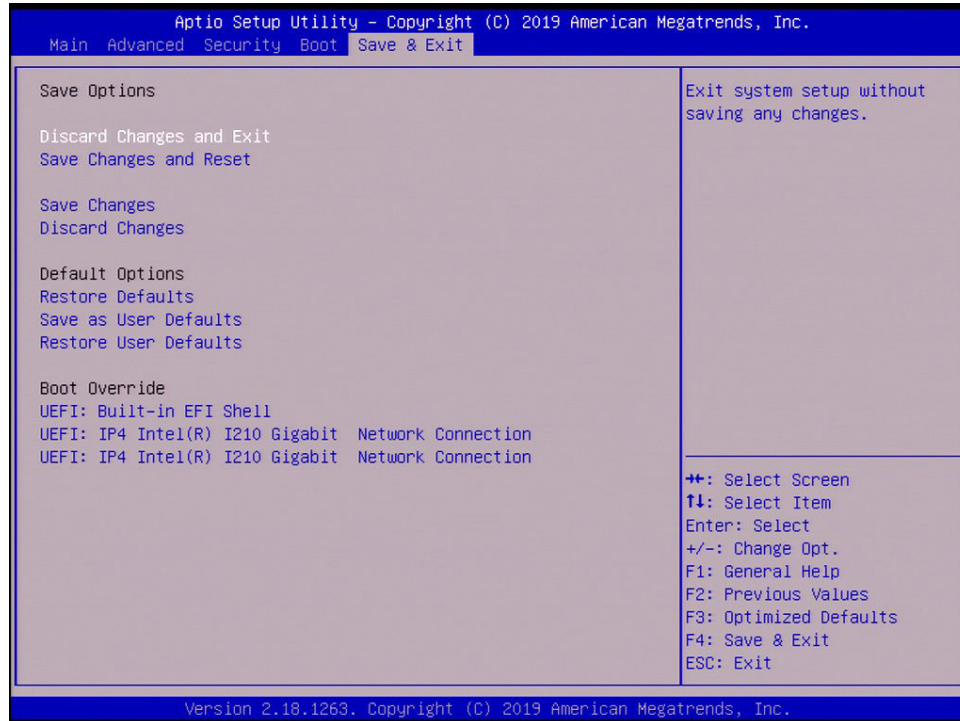 Aptio Setup Utility – Copyright (C) 2019 American Megatrends, Inc.
Main Advanced Security Boot Save & Exit
Save Options
Discard Changes and Exit
Save Changes and Reset
Save Changes
Discard Changes
Default Options
Restore Defaults
Save as User Defaults
Restore User Defaults
Boot Override
UEFI: Built-in EFI Shell
UEFI: IP4 Intel(R) I210 Gigabit Network Connection
UEFI: IP4 Intel(R) I210 Gigabit Network Connection
Exit system setup without
saving any changes.
→←: Select Screen
↑↓: Select Item
Enter: Select
+/-: Change Opt.
F1: General Help
F2: Previous Values
F3: Optimized Defaults
F4: Save & Exit
ESC: Exit
Version 2.18.1263. Copyright (C) 2019 American Megatrends, Inc.